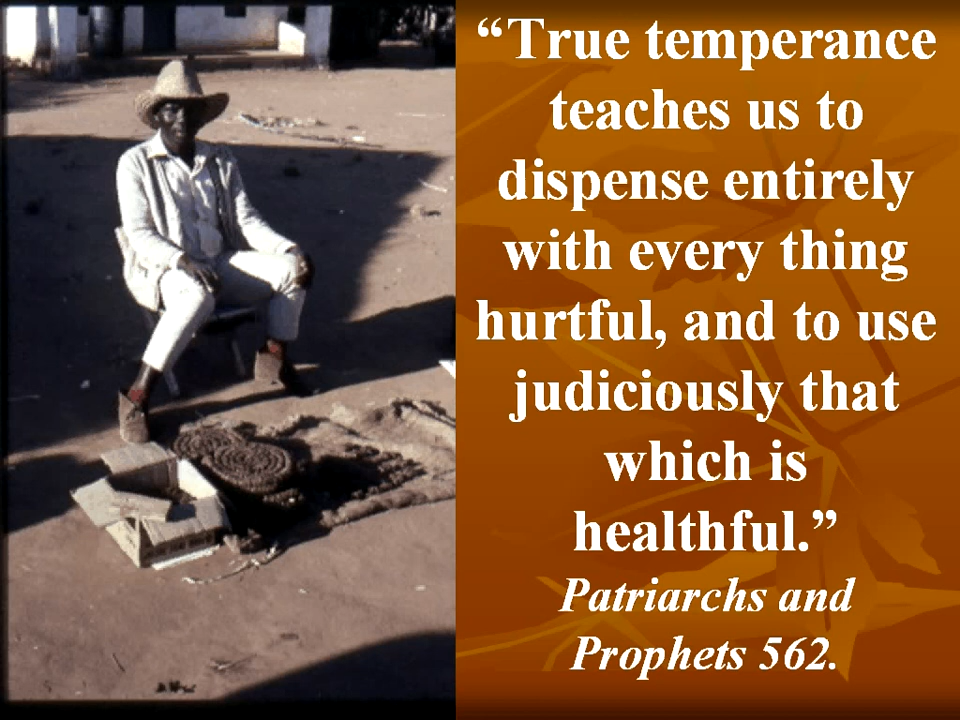 “True temperance
teaches us to
dispense entirely
with every thing
hurtful, and to use
judiciously that
which is
healthful.”
Patriarchs and
Prophets 562.